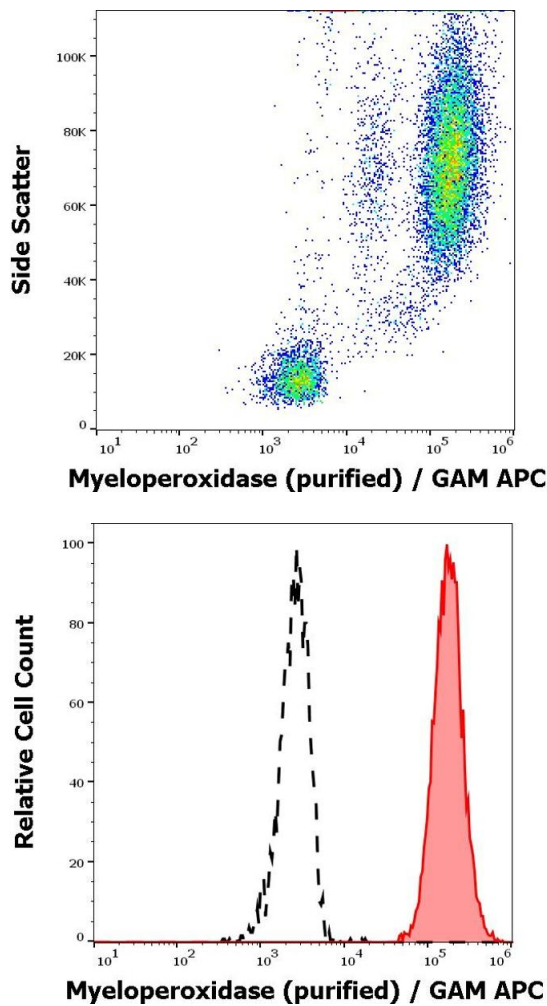 Side Scatter
100K
80K
60K
40K
20K
0
10^1 10^2 10^3 10^4 10^5 10^6
Myeloperoxidase (purified) / GAM APC
Relative Cell Count
100
80
60
40
20
0
10^1 10^2 10^3 10^4 10^5 10^6
Myeloperoxidase (purified) / GAM APC